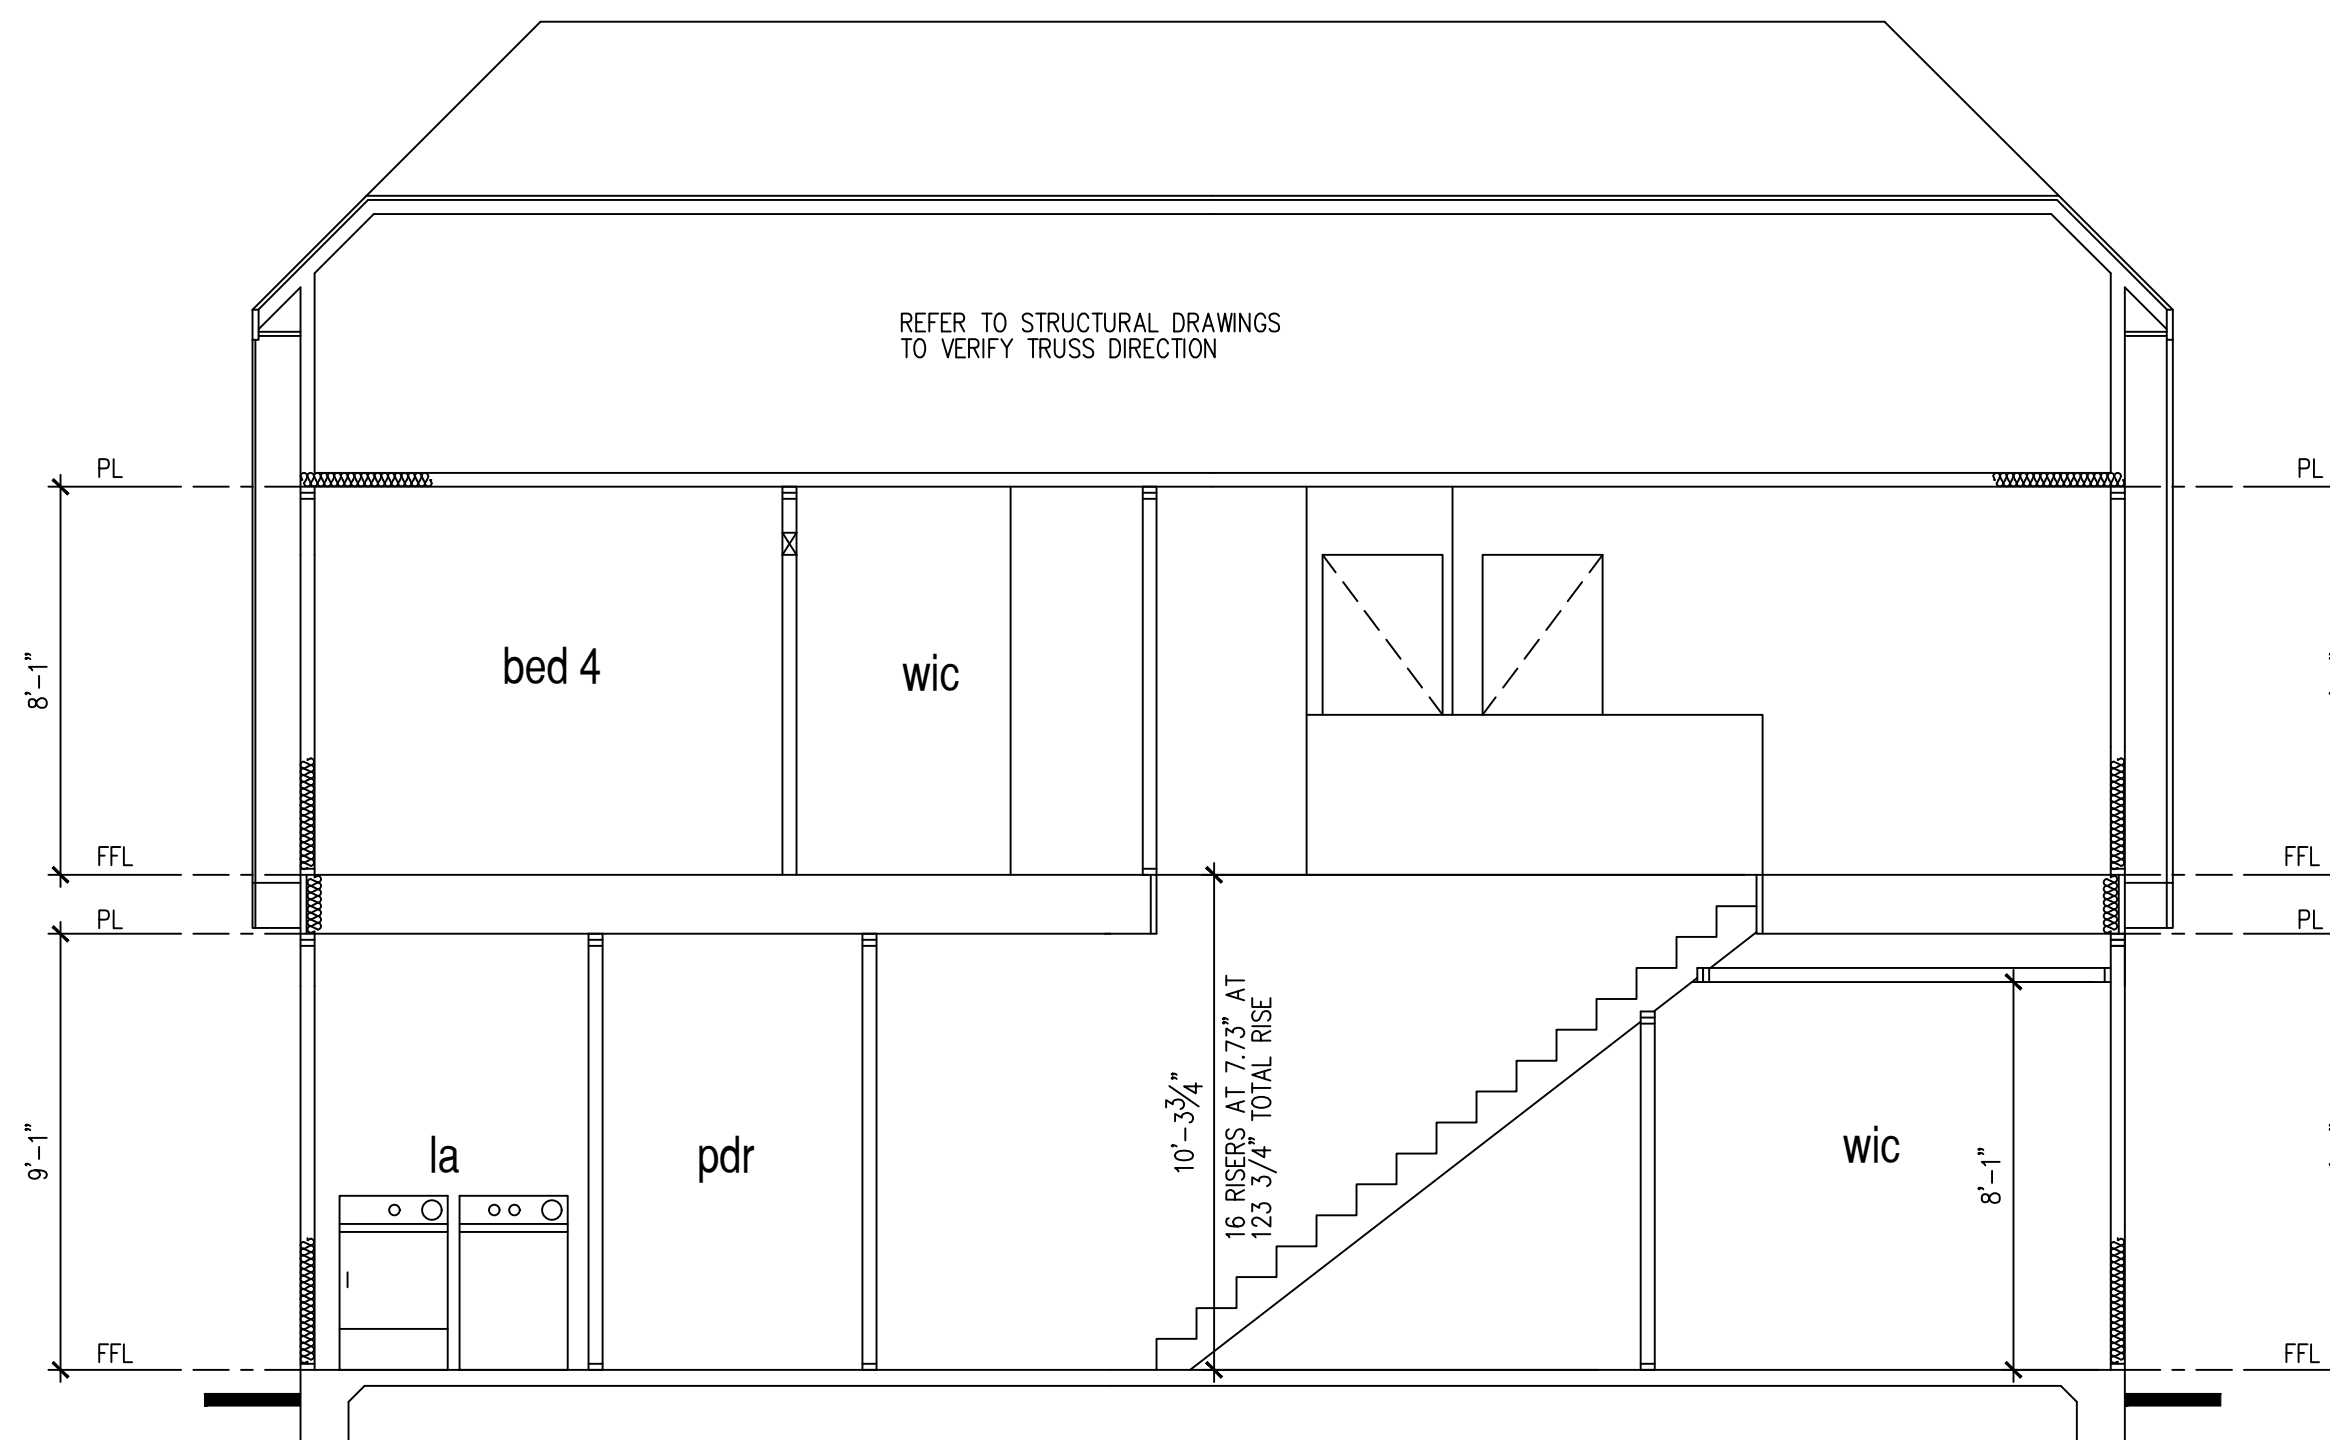 REFER TO STRUCTURAL DRAWINGS
TO VERIFY TRUSS DIRECTION
PL
PL
8'-1"
bed 4
wic
FFL
FFL
PL
PL
9'-1"
la
pdr
10'-3¾"
16 RISERS AT 7.73" AT
123 3/4" TOTAL RISE
wic
8'-1"
FFL
FFL